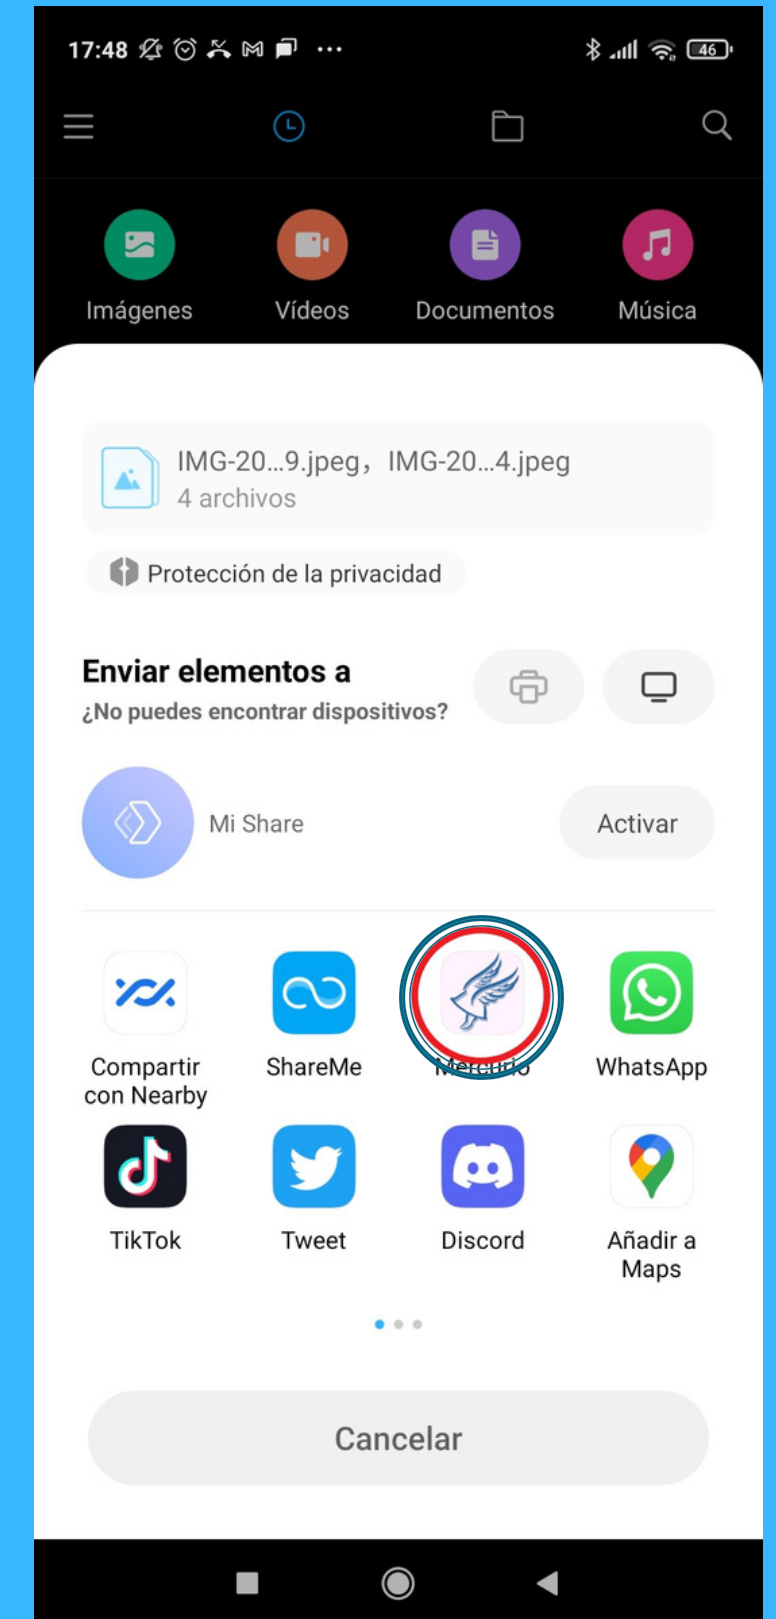 17:48
46
Imágenes Vídeos Documentos Música
IMG-20...9.jpeg, IMG-20...4.jpeg
4 archivos
Protección de la privacidad
Enviar elementos a
¿No puedes encontrar dispositivos?
Mi Share
Activar
Compartir con Nearby
ShareMe
Mercurio
WhatsApp
TikTok
Tweet
Discord
Añadir a Maps
Cancelar